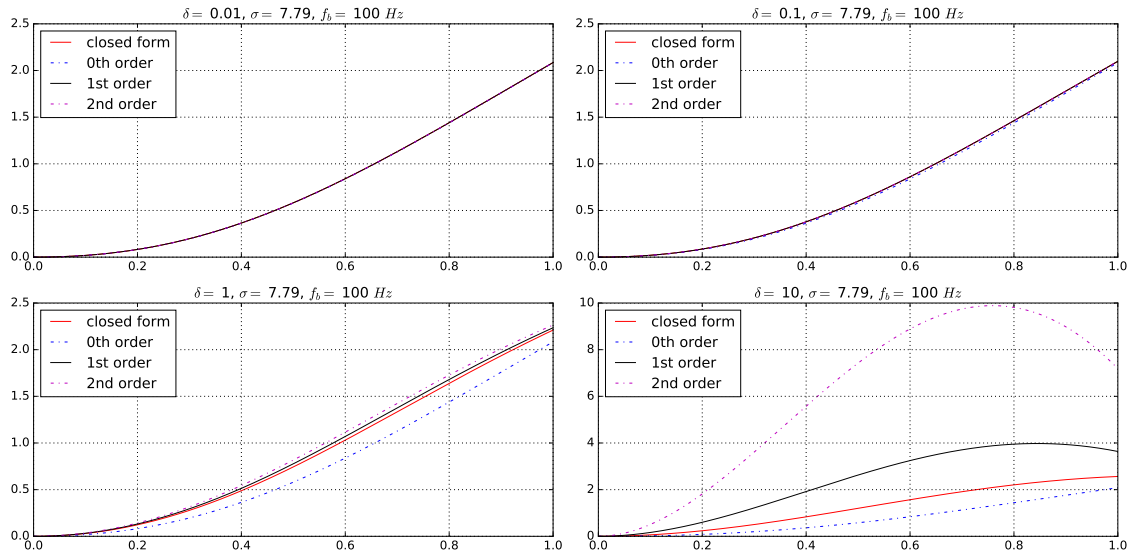 δ = 0.01, σ = 7.79, f_b = 100 Hz
closed form
0th order
1st order
2nd order
2.5
2.0
1.5
1.0
0.5
0.0
0.0 0.2 0.4 0.6 0.8 1.0
δ = 0.1, σ = 7.79, f_b = 100 Hz
closed form
0th order
1st order
2nd order
2.5
2.0
1.5
1.0
0.5
0.0
0.0 0.2 0.4 0.6 0.8 1.0
δ = 1, σ = 7.79, f_b = 100 Hz
closed form
0th order
1st order
2nd order
2.5
2.0
1.5
1.0
0.5
0.0
0.0 0.2 0.4 0.6 0.8 1.0
δ = 10, σ = 7.79, f_b = 100 Hz
closed form
0th order
1st order
2nd order
10
8
6
4
2
0
0.0 0.2 0.4 0.6 0.8 1.0